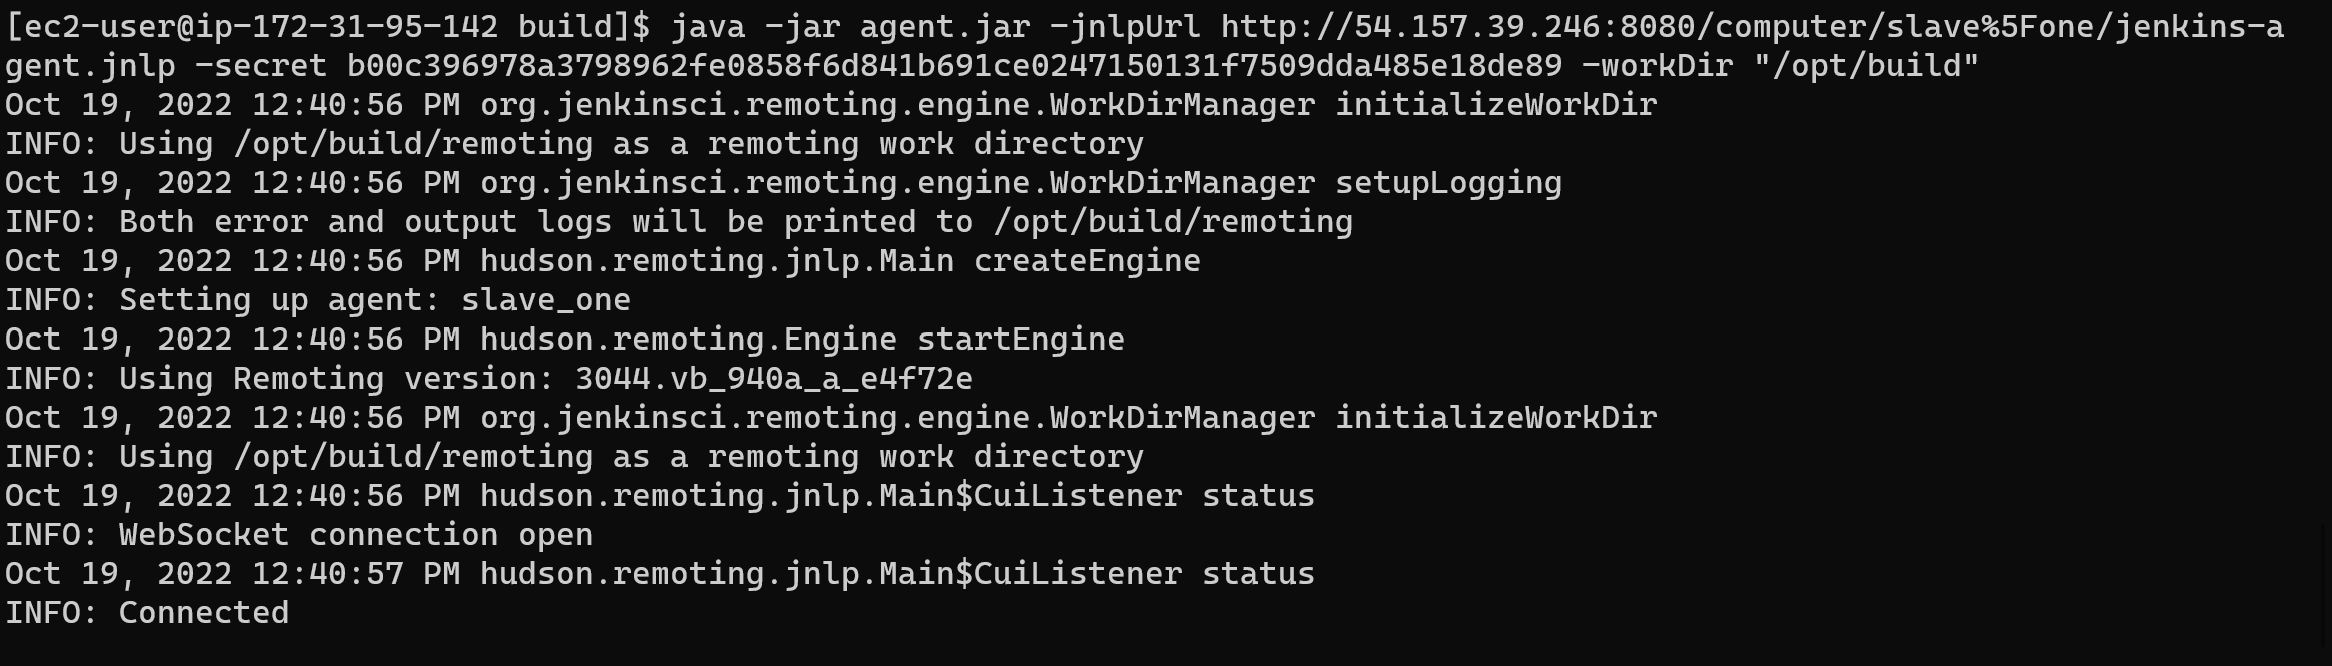 [ec2-user@ip-172-31-95-142 build]$ java -jar agent.jar -jnlpUrl http://54.157.39.246:8080/computer/slave%5Fone/jenkins-a
gent.jnlp -secret b00c396978a3798962fe0858f6d841b691ce0247150131f7509dda485e18de89 -workDir "/opt/build"
Oct 19, 2022 12:40:56 PM org.jenkinsci.remoting.engine.WorkDirManager initializeWorkDir
INFO: Using /opt/build/remoting as a remoting work directory
Oct 19, 2022 12:40:56 PM org.jenkinsci.remoting.engine.WorkDirManager setupLogging
INFO: Both error and output logs will be printed to /opt/build/remoting
Oct 19, 2022 12:40:56 PM hudson.remoting.jnlp.Main createEngine
INFO: Setting up agent: slave_one
Oct 19, 2022 12:40:56 PM hudson.remoting.Engine startEngine
INFO: Using Remoting version: 3044.vb_940a_a_e4f72e
Oct 19, 2022 12:40:56 PM org.jenkinsci.remoting.engine.WorkDirManager initializeWorkDir
INFO: Using /opt/build/remoting as a remoting work directory
Oct 19, 2022 12:40:56 PM hudson.remoting.jnlp.Main$CuiListener status
INFO: WebSocket connection open
Oct 19, 2022 12:40:57 PM hudson.remoting.jnlp.Main$CuiListener status
INFO: Connected